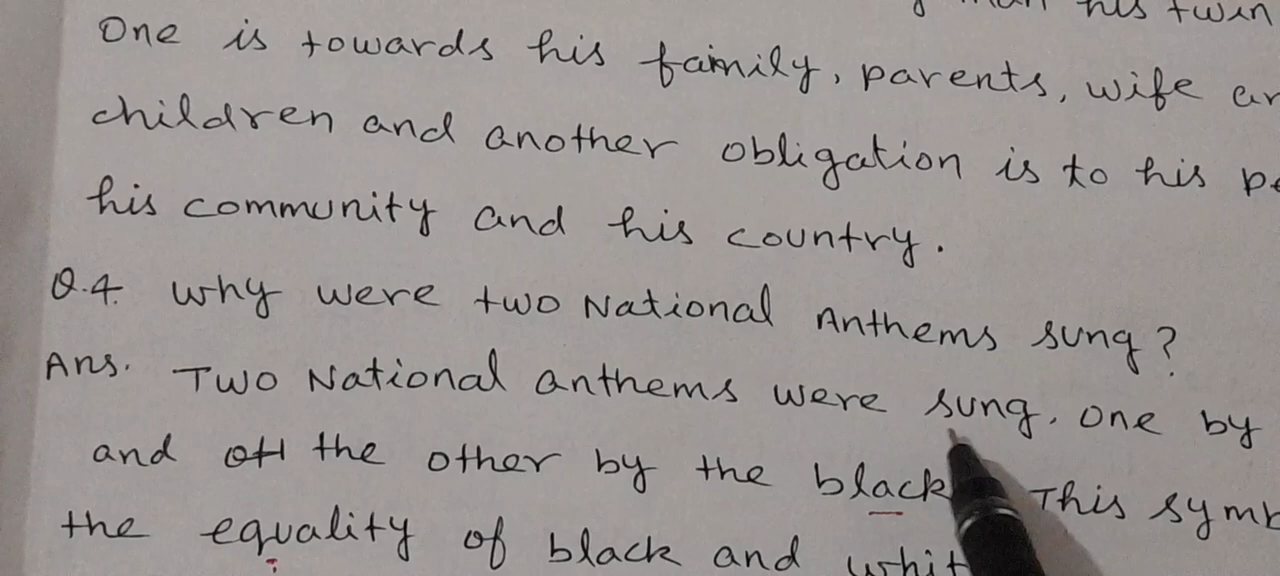 his twin
One is towards his family, parents, wife
children and another obligation is to his
his community and his country.
Q.4. Why were two National Anthems sung?
Ans. Two National anthems were sung. One by
and the other by the black This
the equality of black and